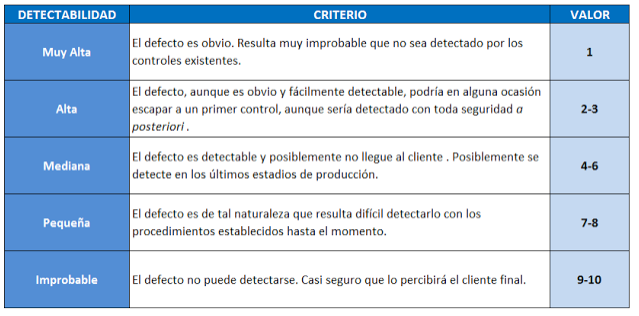 DETECTABILIDAD CRITERIO VALOR
Muy Alta
El defecto es obvio. Resulta muy improbable que no sea detectado por los
controles existentes.
1
Alta
El defecto, aunque es obvio y fácilmente detectable, podría en alguna ocasión
escapar a un primer control, aunque sería detectado con toda seguridad a
posteriori .
2-3
Mediana
El defecto es detectable y posiblemente no llegue al cliente . Posiblemente se
detecte en los últimos estadios de producción.
4-6
Pequeña
El defecto es de tal naturaleza que resulta difícil detectarlo con los
procedimientos establecidos hasta el momento.
7-8
Improbable
El defecto no puede detectarse. Casi seguro que lo percibirá el cliente final.
9-10